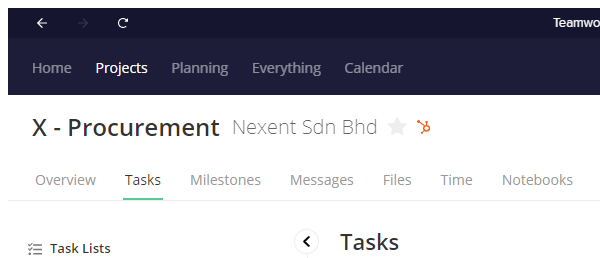 Teamwo
Home Projects Planning Everything Calendar
X - Procurement Nexent Sdn Bhd
Overview Tasks Milestones Messages Files Time Notebooks
Task Lists
Tasks